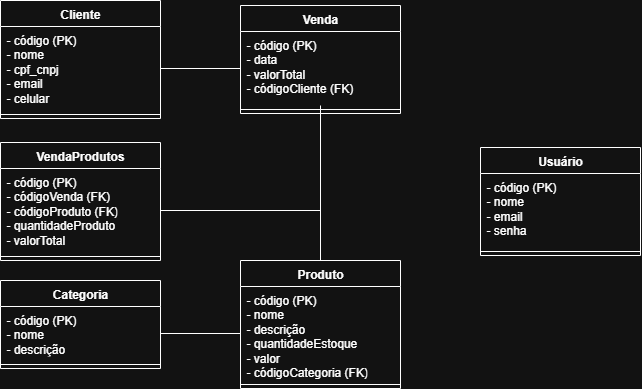 Cliente
- código (PK)
- nome
- cpf_cnpj
- email
- celular
Venda
- código (PK)
- data
- valorTotal
- códigoCliente (FK)
VendaProdutos
- código (PK)
- códigoVenda (FK)
- códigoProduto (FK)
- quantidadeProduto
- valorTotal
Usuário
- código (PK)
- nome
- email
- senha
Categoria
- código (PK)
- nome
- descrição
Produto
- código (PK)
- nome
- descrição
- quantidadeEstoque
- valor
- códigoCategoria (FK)